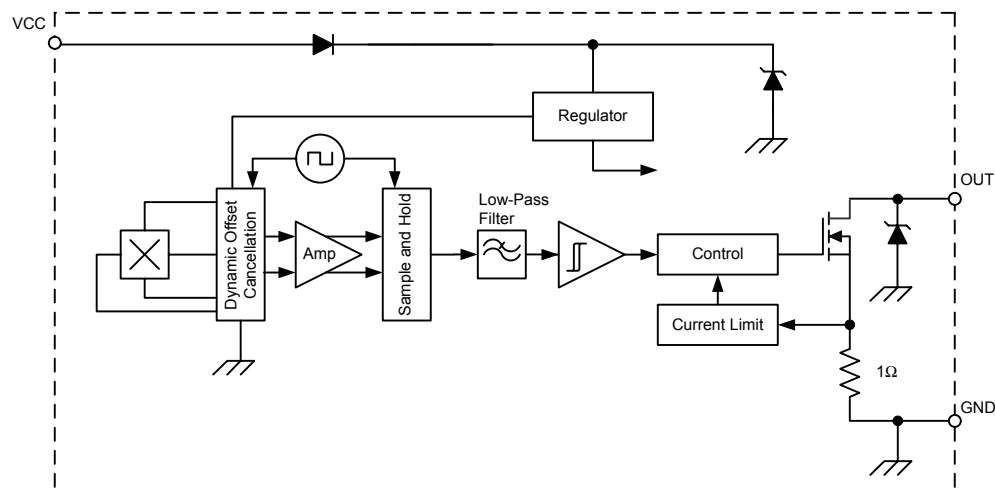 VCC
Regulator
OUT
Low-Pass
Filter
Dynamic Offset
Cancellation
Amp
Sample and Hold
Control
Current Limit
1Ω
GND